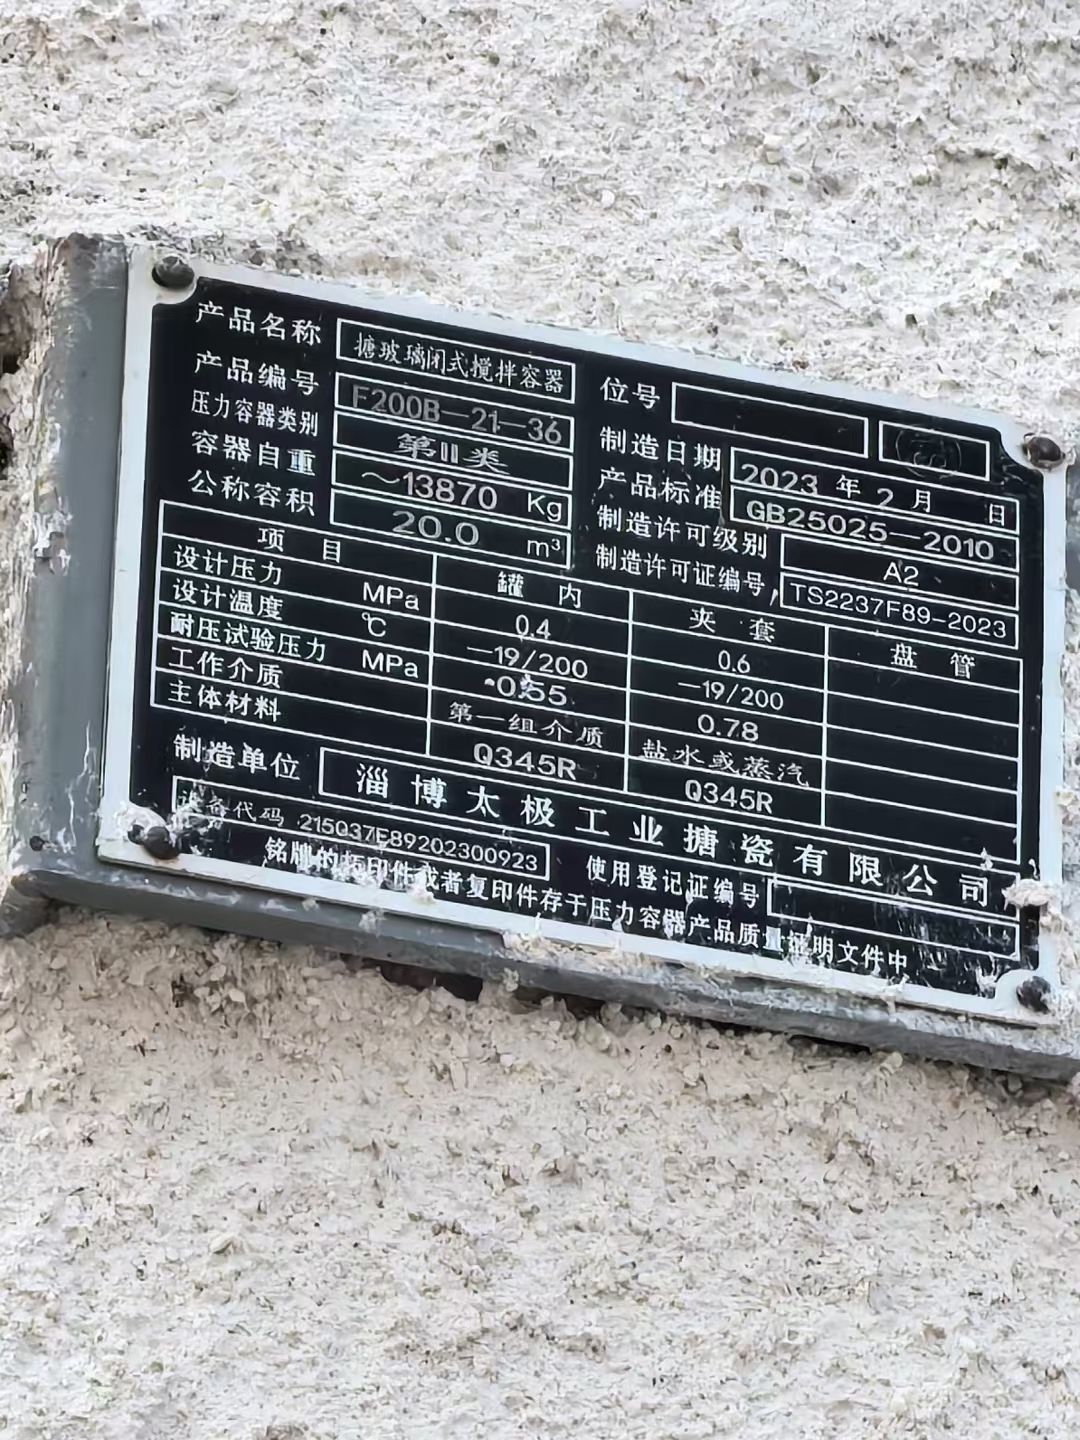 产品名称 搪玻璃闭式搅拌容器 位号
产品编号 F200B—21—36 制造日期 2023 年 2 月 日
压力容器类别 第II类 产品标准 GB25025—2010
容器自重 ～13870 Kg 制造许可级别 A2
公称容积 20.0 m³ 制造许可证编号 TS2237F89-2023
项目 罐内 夹套 盘管
设计压力 MPa 0.4 0.6
设计温度 ℃ —19/200 —19/200
耐压试验压力 MPa 0.55 0.78
工作介质 第一组介质 盐水或蒸汽
主体材料 Q345R Q345R
制造单位 淄博太极工业搪瓷有限公司
设备代码 215037E89202300923 使用登记证编号
铭牌的拓印件或者复印件存于压力容器产品质量证明文件中